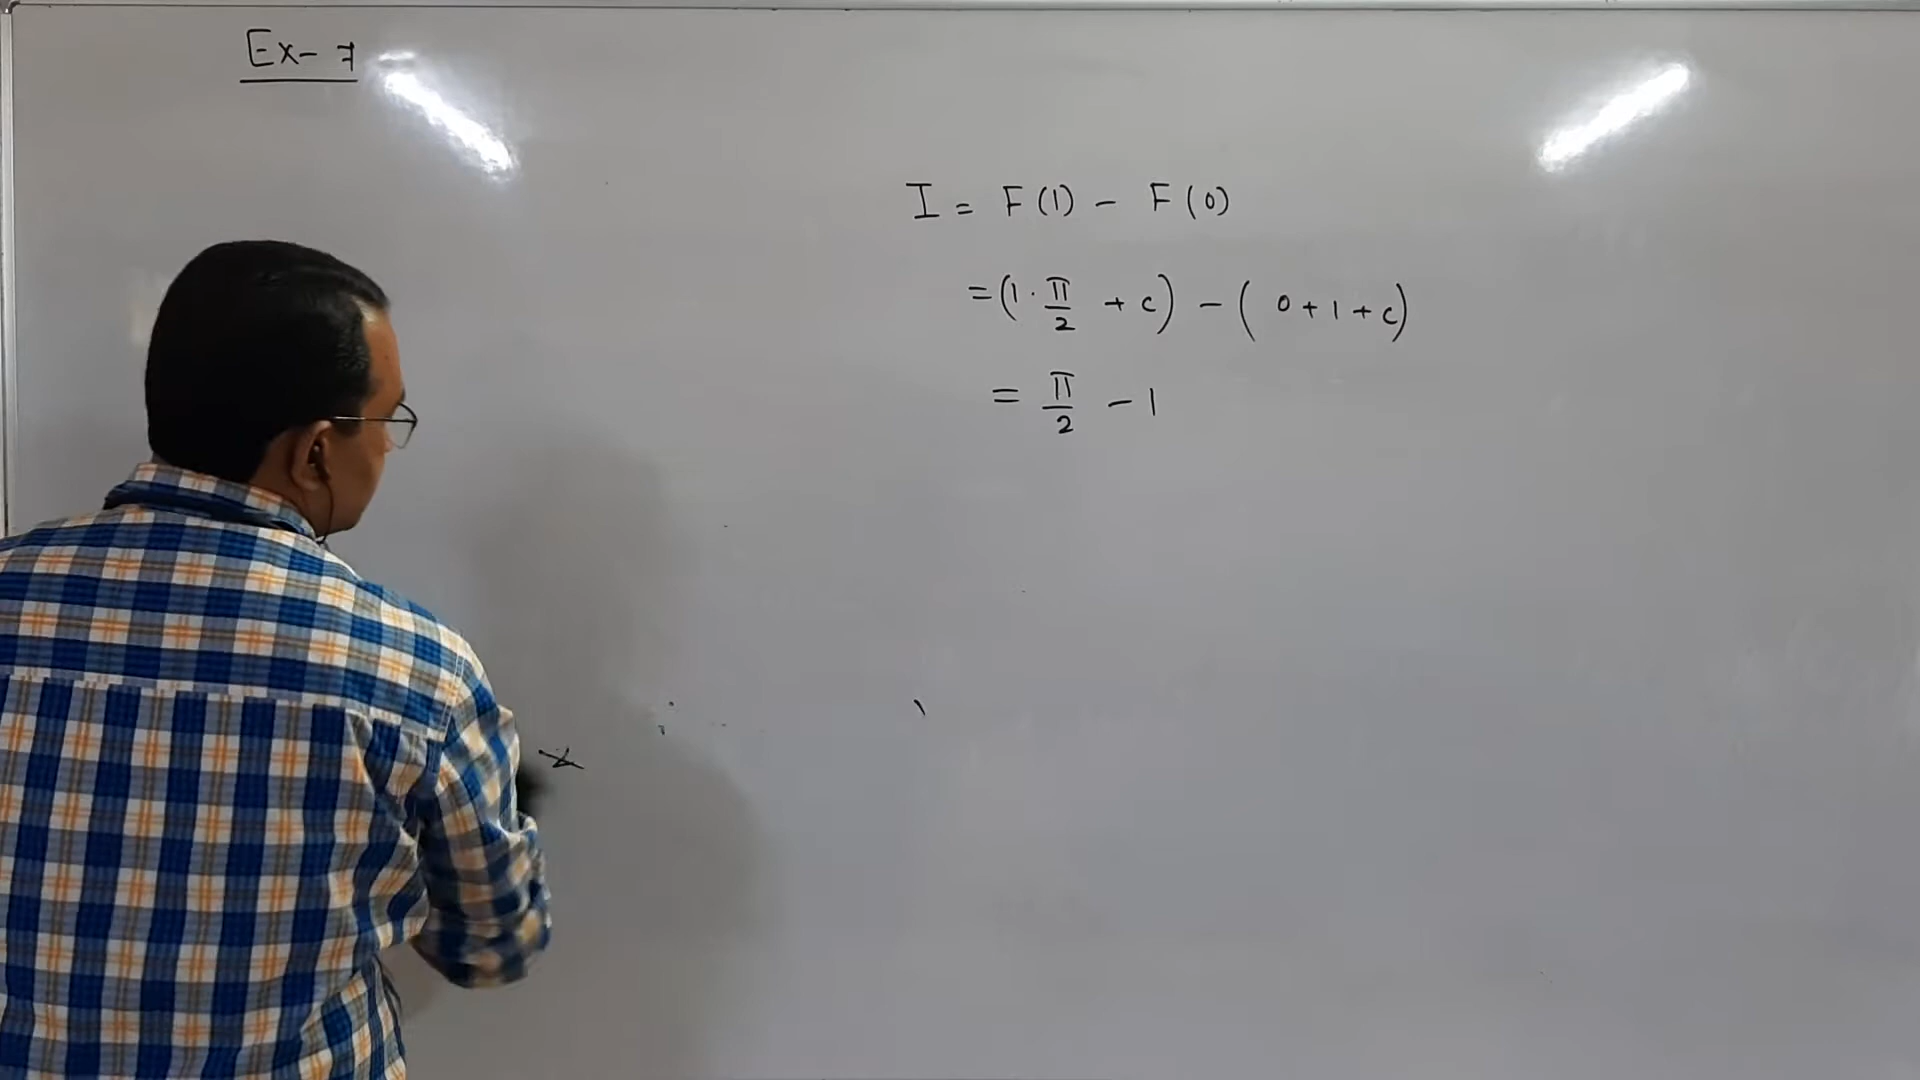 Ex- 7
I = F(1) - F(0)
= (1 · π/2 + c) - (0 + 1 + c)
= π/2 - 1